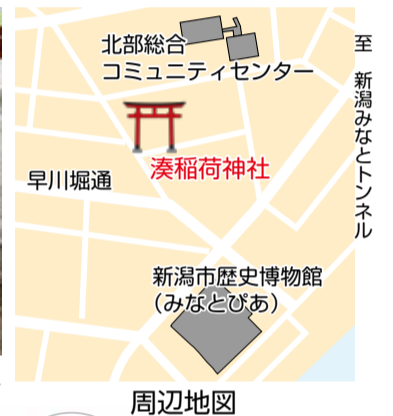 北部総合
コミュニティセンター
至 新潟みなとトンネル
湊稲荷神社
早川堀通
新潟市歴史博物館
(みなとぴあ)
周辺地図